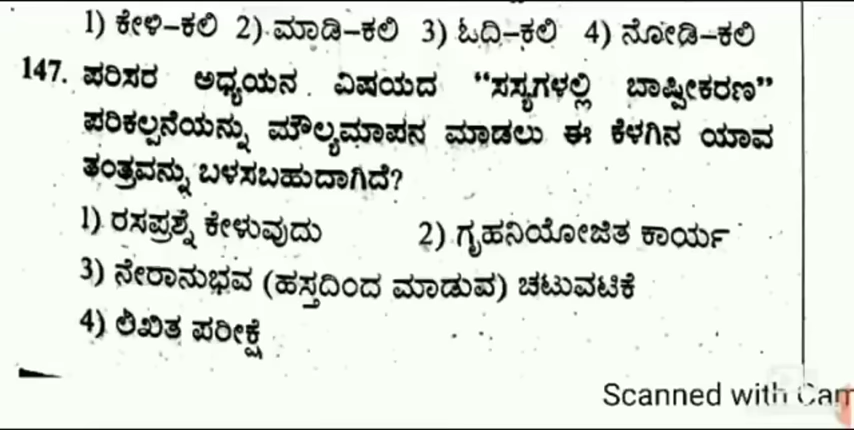 1) ಕೇಳಿ–ಕಲಿ 2) ಮಾಡಿ–ಕಲಿ 3) ಓದಿ–ಕಲಿ 4) ನೋಡಿ–ಕಲಿ
147. ಪರಿಸರ ಅಧ್ಯಯನ ವಿಷಯದ “ಸಸ್ಯಗಳಲ್ಲಿ ಬಾಷ್ಪೀಕರಣ”
ಪರಿಕಲ್ಪನೆಯನ್ನು ಮೌಲ್ಯಮಾಪನ ಮಾಡಲು ಈ ಕೆಳಗಿನ ಯಾವ
ತಂತ್ರವನ್ನು ಬಳಸಬಹುದಾಗಿದೆ?
1) ರಸಪ್ರಶ್ನೆ ಕೇಳುವುದು 2) ಗೃಹನಿಯೋಜಿತ ಕಾರ್ಯ
3) ನೇರಾನುಭವ (ಹಸ್ತದಿಂದ ಮಾಡುವ) ಚಟುವಟಿಕೆ
4) ಲಿಖಿತ ಪರೀಕ್ಷೆ
Scanned with Cam